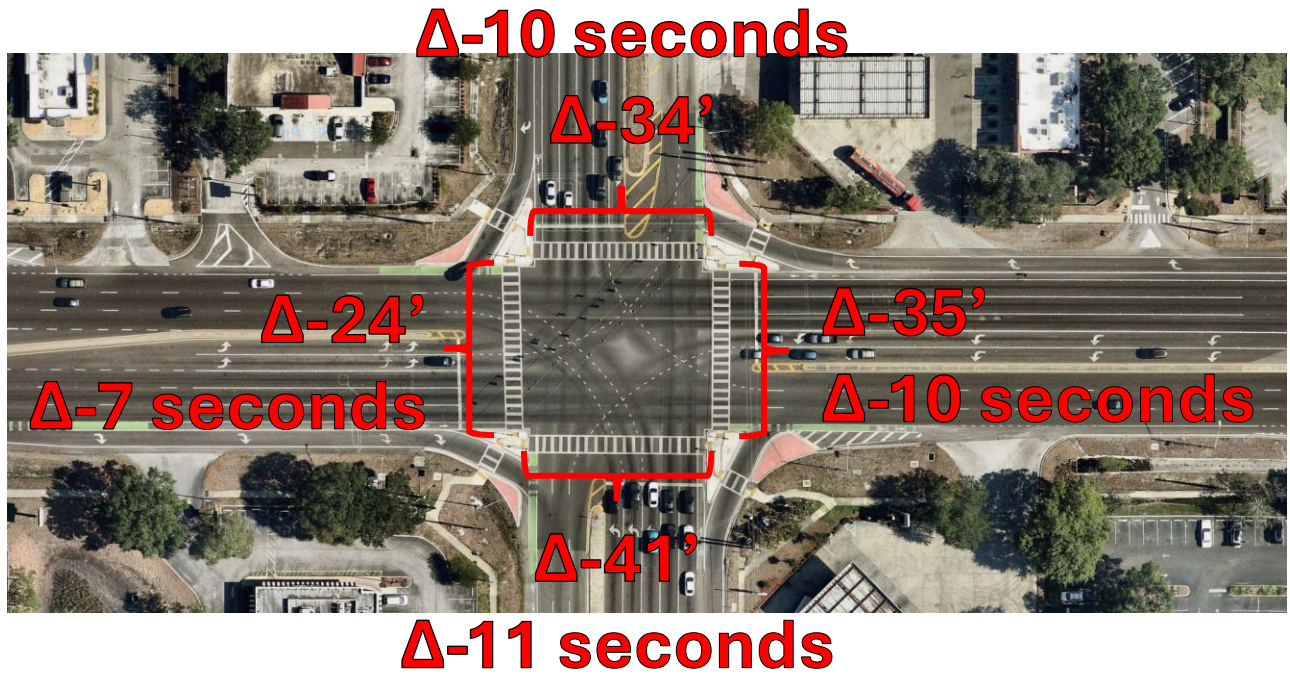 Δ-10 seconds
Δ-34’
Δ-24’
Δ-35’
Δ-7 seconds
Δ-10 seconds
Δ-41’
Δ-11 seconds